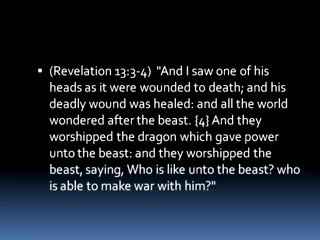 (Revelation 13:3-4) "And I saw one of his
heads as it were wounded to death; and his
deadly wound was healed: and all the world
wondered after the beast. {4} And they
worshipped the dragon which gave power
unto the beast: and they worshipped the
beast, saying, Who is like unto the beast? who
is able to make war with him?"